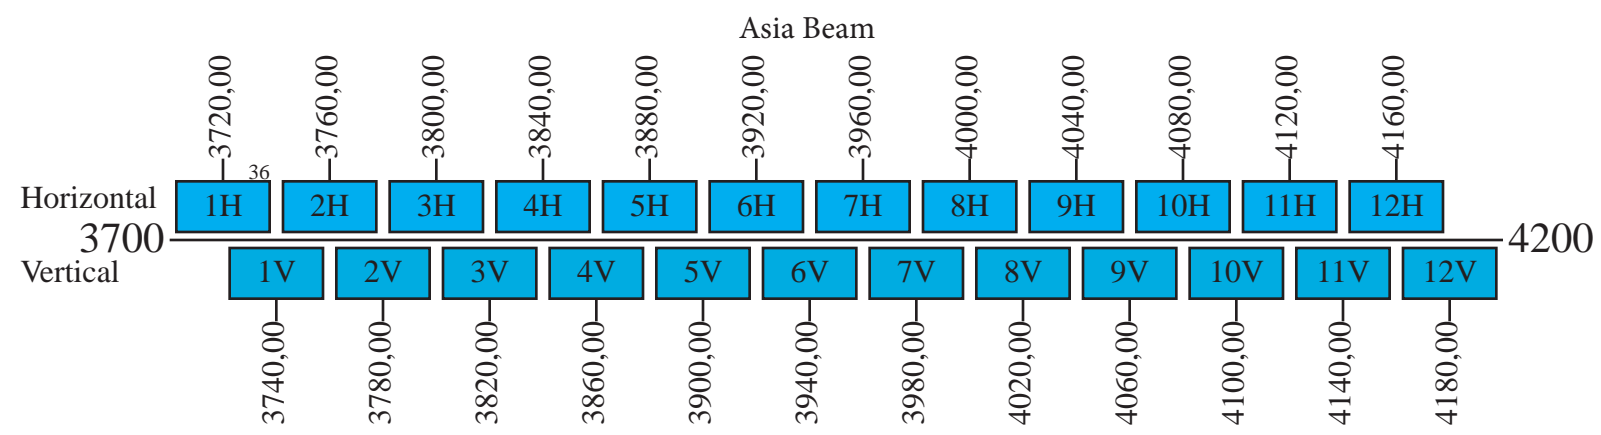 Asia Beam
3720,00 3760,00 3800,00 3840,00 3880,00 3920,00 3960,00 4000,00 4040,00 4080,00 4120,00 4160,00
36
Horizontal 1H 2H 3H 4H 5H 6H 7H 8H 9H 10H 11H 12H
3700 4200
Vertical 1V 2V 3V 4V 5V 6V 7V 8V 9V 10V 11V 12V
3740,00 3780,00 3820,00 3860,00 3900,00 3940,00 3980,00 4020,00 4060,00 4100,00 4140,00 4180,00